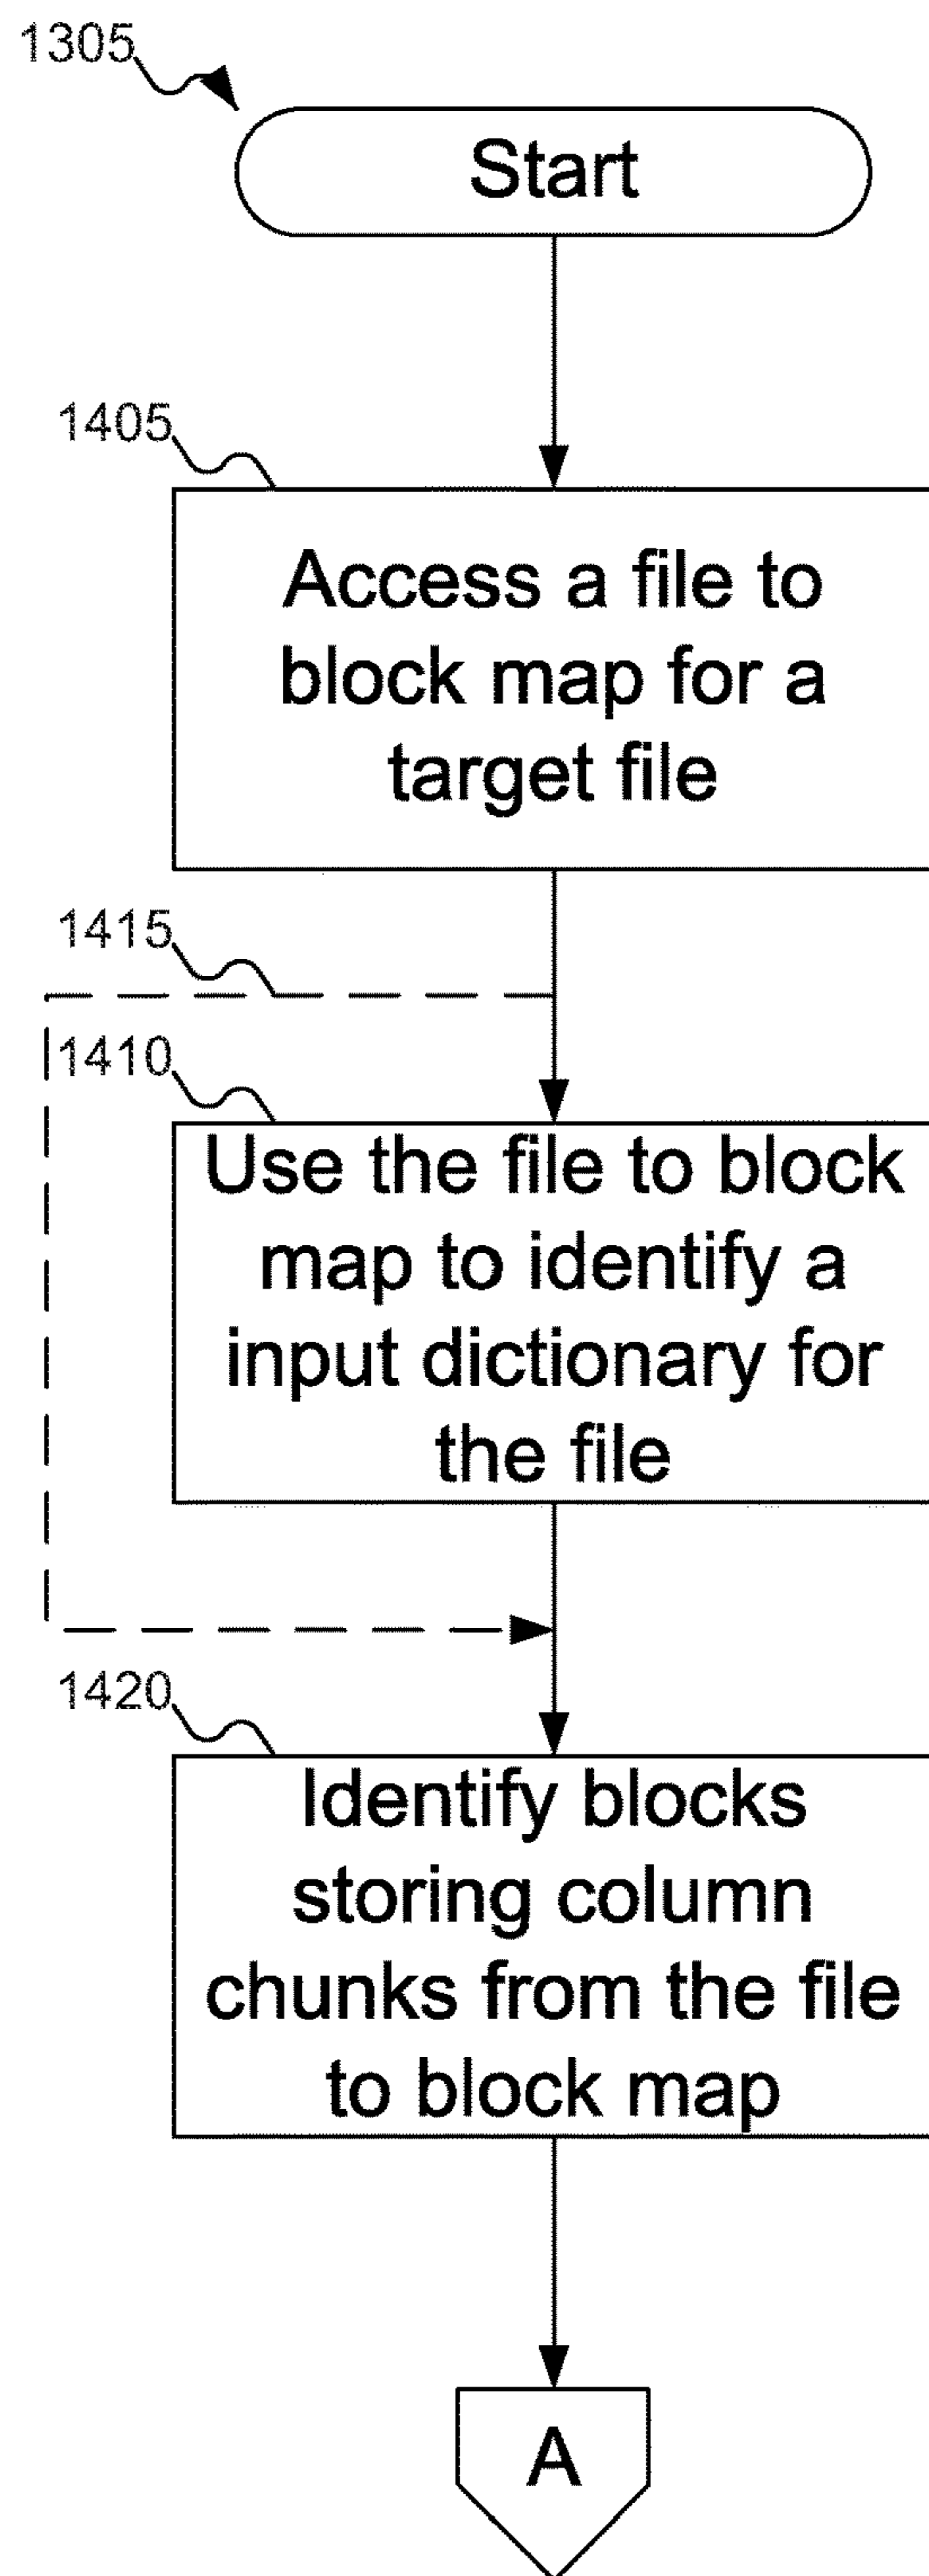 1305
Start
1405
Access a file to
block map for a
target file
1415
1410
Use the file to block
map to identify a
input dictionary for
the file
1420
Identify blocks
storing column
chunks from the file
to block map
A